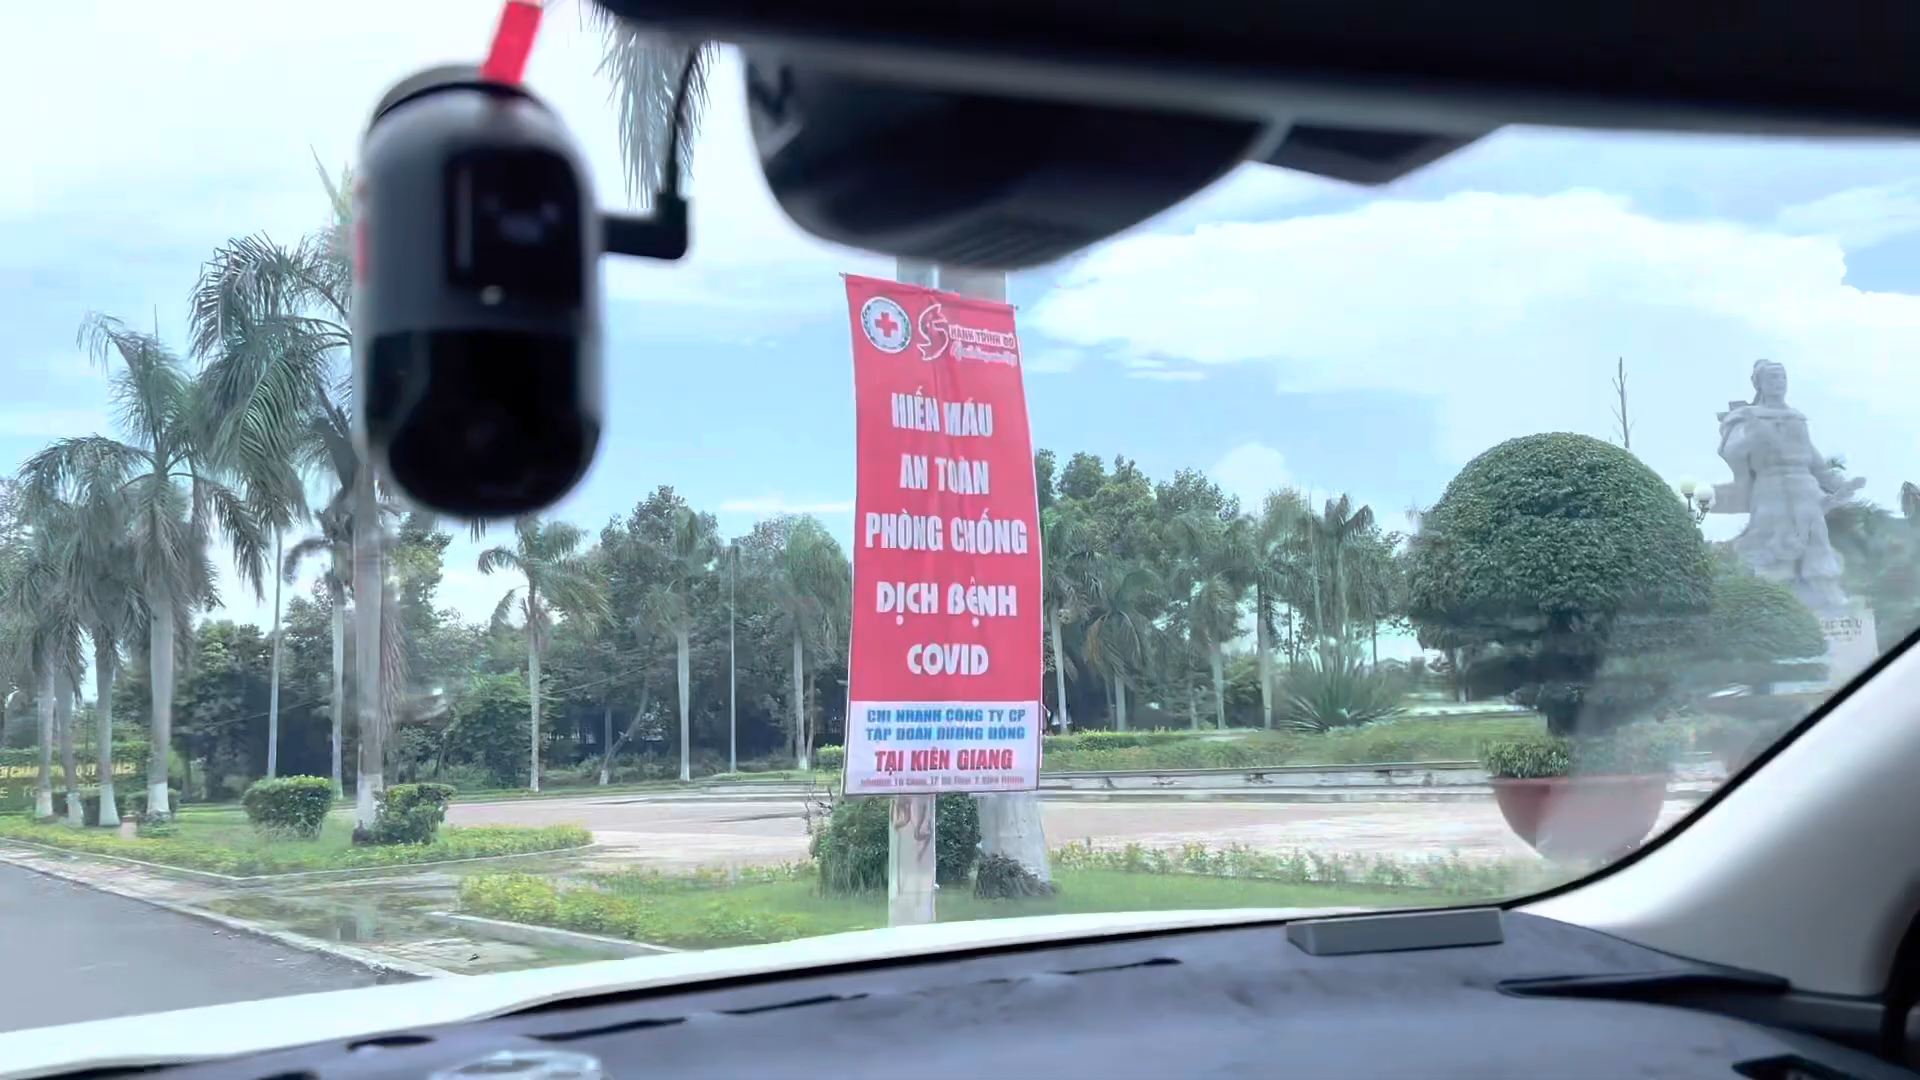 HÀNH TRÌNH ĐỎ
HIẾN MÁU
AN TOÀN
PHÒNG CHỐNG
DỊCH BỆNH
COVID
CHI NHÁNH CÔNG TY CP
TẬP ĐOÀN DƯƠNG ĐÔNG
TẠI KIÊN GIANG